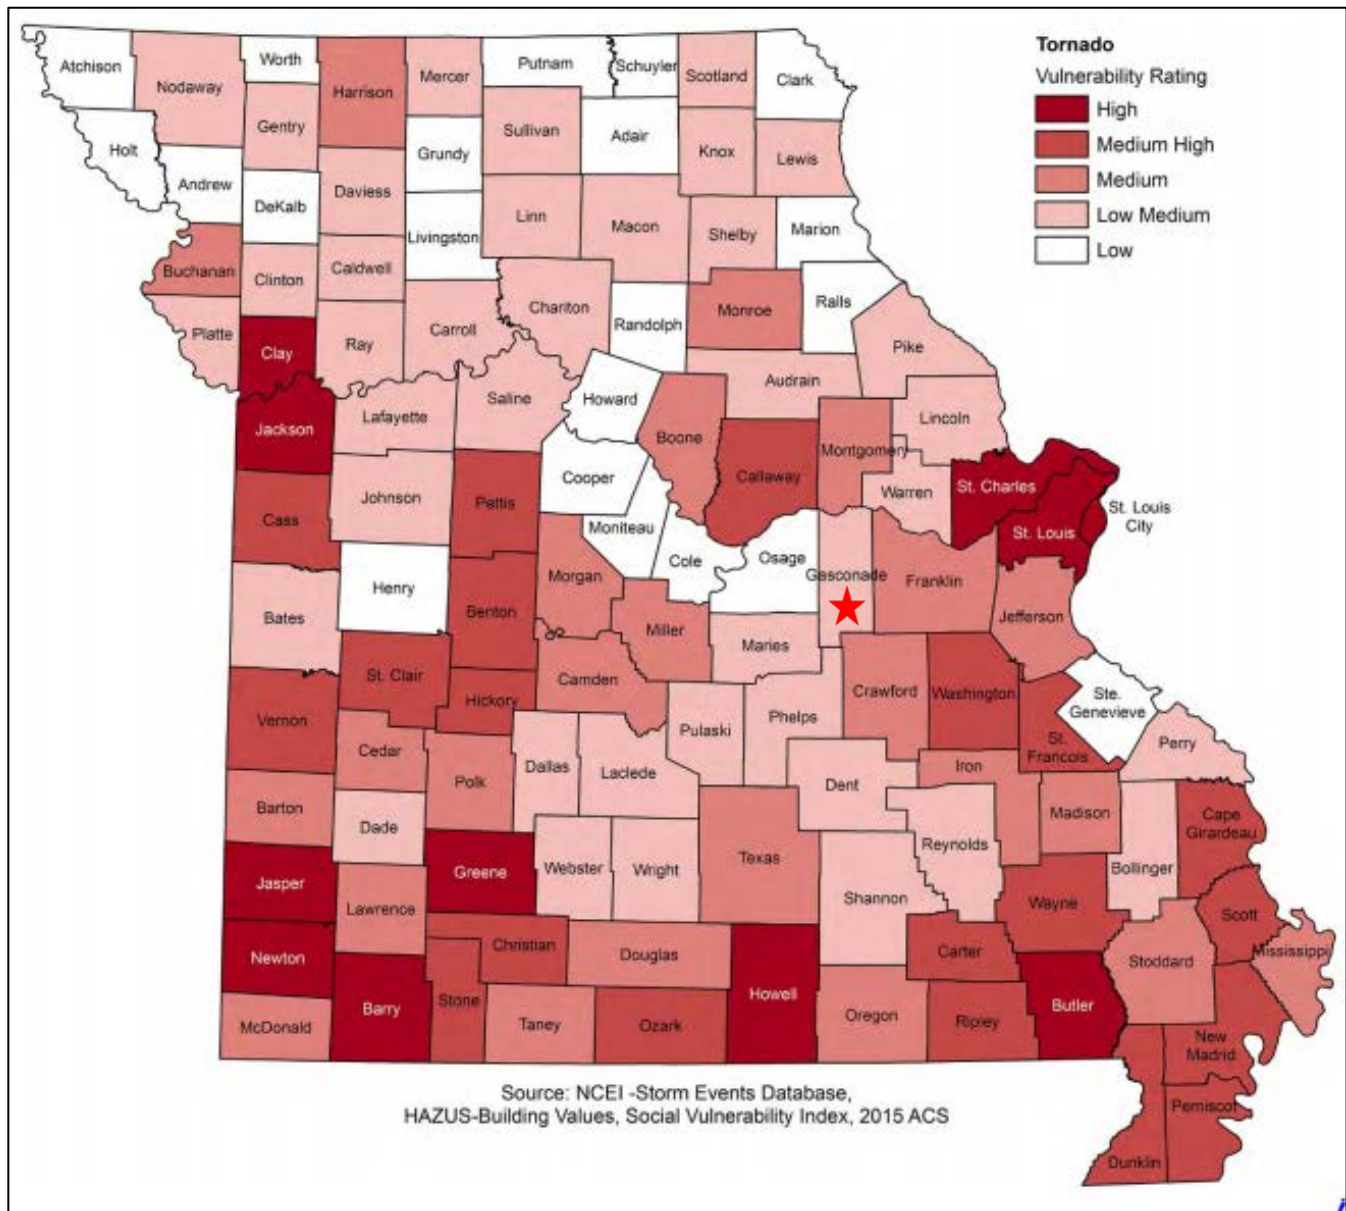 Tornado
Vulnerability Rating
High
Medium High
Medium
Low Medium
Low
Atchison
Nodaway
Worth
Harrison
Mercer
Putnam
Schuyler
Scotland
Clark
Holt
Gentry
Sullivan
Adair
Knox
Lewis
Grundy
Andrew
DeKalb
Daviess
Livingston
Linn
Macon
Shelby
Marion
Buchanan
Clinton
Caldwell
Chariton
Randolph
Monroe
Ralls
Platte
Clay
Ray
Carroll
Pike
Audrain
Saline
Howard
Lafayette
Lincoln
Jackson
Boone
Montgomery
Callaway
Cooper
Johnson
Pettis
Warren
St. Charles
St. Louis
City
St. Louis
Cass
Moniteau
Cole
Osage
Gasconade
Franklin
Morgan
Henry
Benton
Bates
Miller
Maries
Jefferson
St. Clair
Camden
Hickory
Crawford
Washington
Ste.
Genevieve
Vernon
Pulaski
Phelps
St.
Francois
Perry
Cedar
Polk
Dallas
Laclede
Dent
Iron
Barton
Dade
Madison
Cape
Girardeau
Reynolds
Texas
Bollinger
Jasper
Greene
Webster
Wright
Shannon
Lawrence
Wayne
Scott
Christian
Douglas
Carter
Stoddard
Mississippi
Newton
Barry
Stone
Howell
Butler
McDonald
Taney
Ozark
Oregon
Ripley
New
Madrid
Pemiscot
Dunklin
Source: NCEI -Storm Events Database,
HAZUS-Building Values, Social Vulnerability Index, 2015 ACS